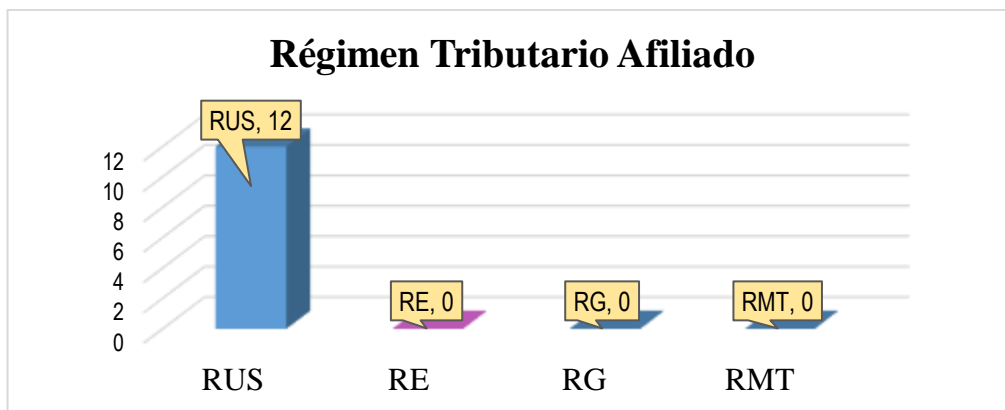 Régimen Tributario Afiliado
RUS, 12
12
10
8
6
4
2
0
RE, 0
RG, 0
RMT, 0
RUS
RE
RG
RMT